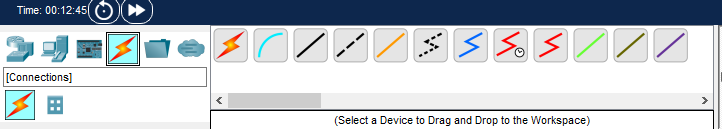 Time: 00:12:45
[Connections]
(Select a Device to Drag and Drop to the Workspace)